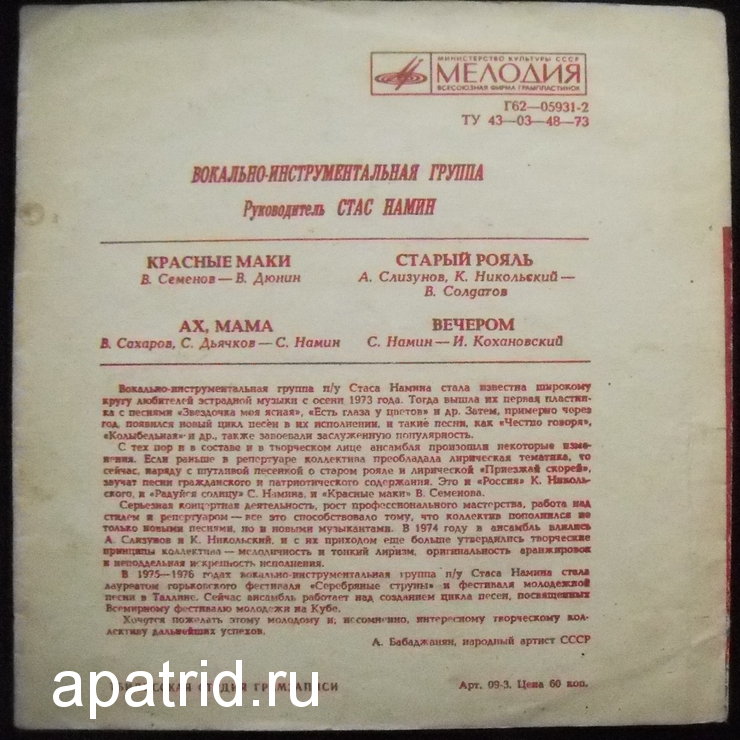 МИНИСТЕРСТВО КУЛЬТУРЫ СССР
МЕЛОДИЯ
ВСЕСОЮЗНАЯ ФИРМА ГРАМПЛАСТИНОК
Г62—05931-2
ТУ 43—03—48—73
ВОКАЛЬНО-ИНСТРУМЕНТАЛЬНАЯ ГРУППА
Руководитель СТАС НАМИН
КРАСНЫЕ МАКИ
В. Семенов — В. Дюнин
СТАРЫЙ РОЯЛЬ
А. Слизунов, К. Никольский —
В. Солдатов
АХ, МАМА
В. Сахаров, С. Дьячков — С. Намин
ВЕЧЕРОМ
С. Намин — И. Кохановский
Вокально-инструментальная группа п/у Стаса Намина стала известна широкому
кругу любителей эстрадной музыки с осени 1973 года. Тогда вышла их первая пластин-
ка с песнями «Звездочка моя ясная», «Есть глаза у цветов» и др. Затем, примерно через
год, появился новый цикл песен в их исполнении, и такие песни, как «Честно говоря»,
«Колыбельная» и др., также завоевали заслуженную популярность.
С тех пор и в составе и в творческом лице ансамбля произошли некоторые изме-
нения. Если раньше в репертуаре коллектива преобладала лирическая тематика, то
сейчас, наряду с шутливой песенкой о старом рояле и лирической «Приезжай скорей»,
звучат песни гражданского и патриотического содержания. Это и «Россия» К. Николь-
ского, и «Радуйся солнцу» С. Намина, и «Красные маки» В. Семенова.
Серьезная концертная деятельность, рост профессионального мастерства, работа над
стилем и репертуаром — все это способствовало тому, что коллектив пополнился не
только новыми песнями, но и новыми музыкантами. В 1974 году в ансамбль влились
А. Слизунов и К. Никольский, и с их приходом еще больше утвердились творческие
принципы коллектива — мелодичность и тонкий лиризм, оригинальность аранжировок
и неподдельная искренность исполнения.
В 1975—1976 годах вокально-инструментальная группа п/у Стаса Намина стала
лауреатом горьковского фестиваля «Серебряные струны» и фестиваля молодежной
песни в Таллине. Сейчас ансамбль работает над созданием цикла песен, посвященных
Всемирному фестивалю молодежи на Кубе.
Хочется пожелать этому молодому и, несомненно, интересному творческому кол-
лективу дальнейших успехов.
А. Бабаджанян, народный артист СССР
СТУДИЯ ГРАМЗАПИСИ
Арт. 09-3. Цена 60 коп.
apatrid.ru